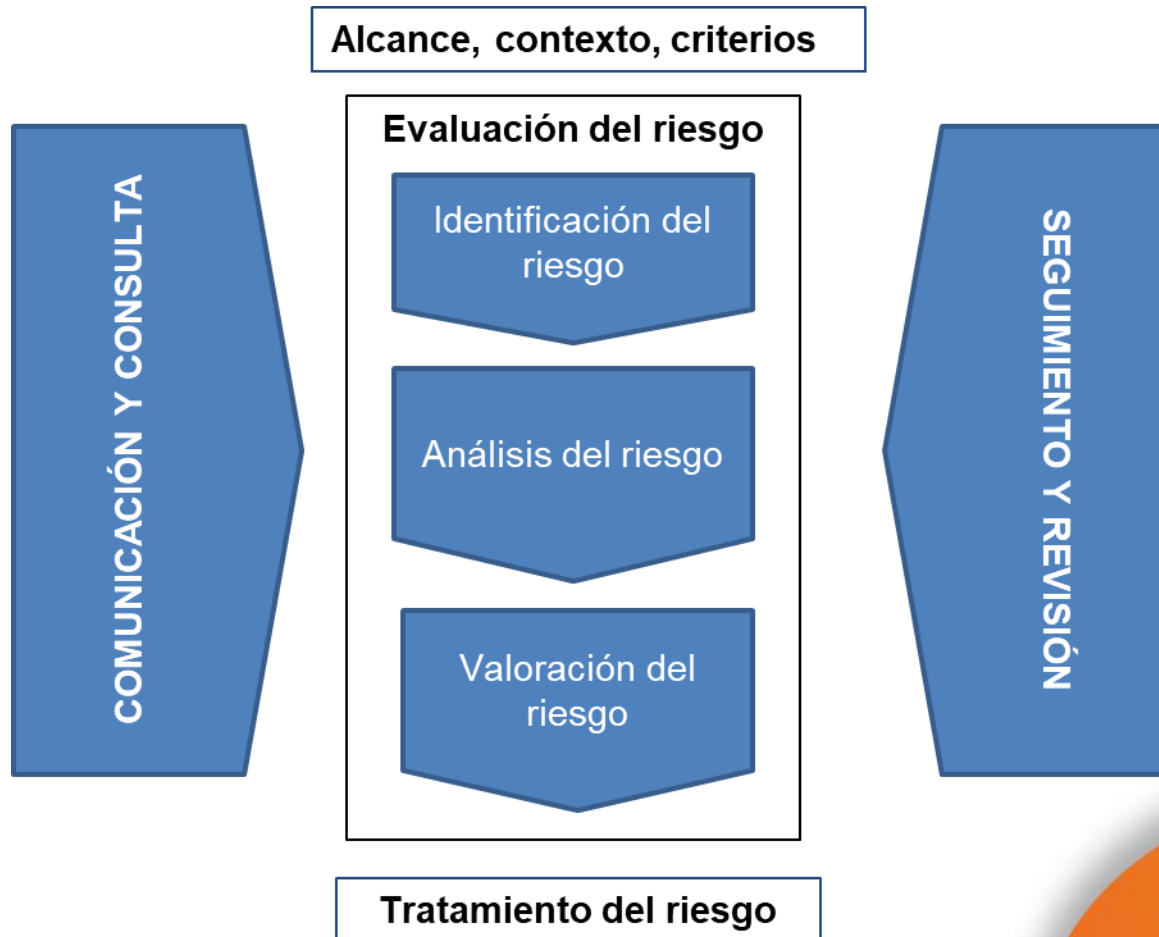 Alcance, contexto, criterios
COMUNICACIÓN Y CONSULTA
Evaluación del riesgo
Identificación del
riesgo
Análisis del riesgo
Valoración del
riesgo
SEGUIMIENTO Y REVISIÓN
Tratamiento del riesgo